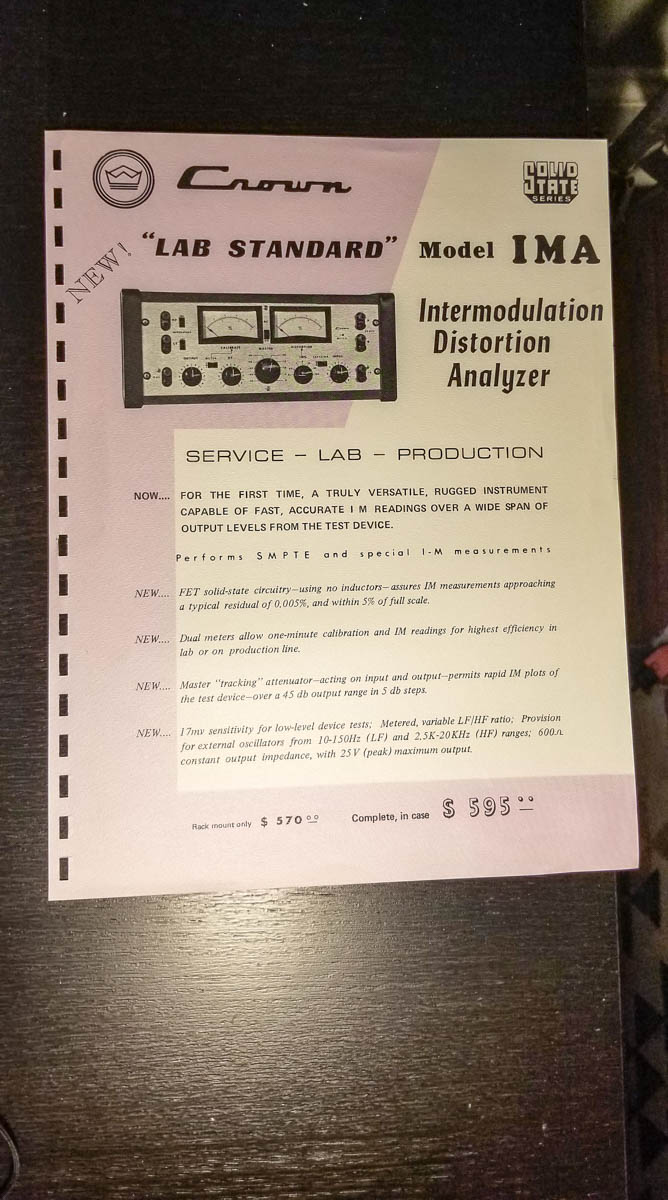 Crown
SOLID
STATE
SERIES
NEW!
"LAB STANDARD" Model IMA
Intermodulation
Distortion
Analyzer
SERVICE – LAB – PRODUCTION
NOW.... FOR THE FIRST TIME, A TRULY VERSATILE, RUGGED INSTRUMENT
CAPABLE OF FAST, ACCURATE I M READINGS OVER A WIDE SPAN OF
OUTPUT LEVELS FROM THE TEST DEVICE.
Performs SMPTE and special I-M measurements
NEW.... FET solid-state circuitry—using no inductors—assures IM measurements approaching
a typical residual of 0.005%, and within 5% of full scale.
NEW.... Dual meters allow one-minute calibration and IM readings for highest efficiency in
lab or on production line.
NEW.... Master "tracking" attenuator—acting on input and output—permits rapid IM plots of
the test device—over a 45 db output range in 5 db steps.
NEW.... 17mv sensitivity for low-level device tests; Metered, variable LF/HF ratio; Provision
for external oscillators from 10-150Hz (LF) and 2.5K-20KHz (HF) ranges; 600Ω
constant output impedance, with 25V (peak) maximum output.
Rack mount only $ 570 00 Complete, in case $ 595